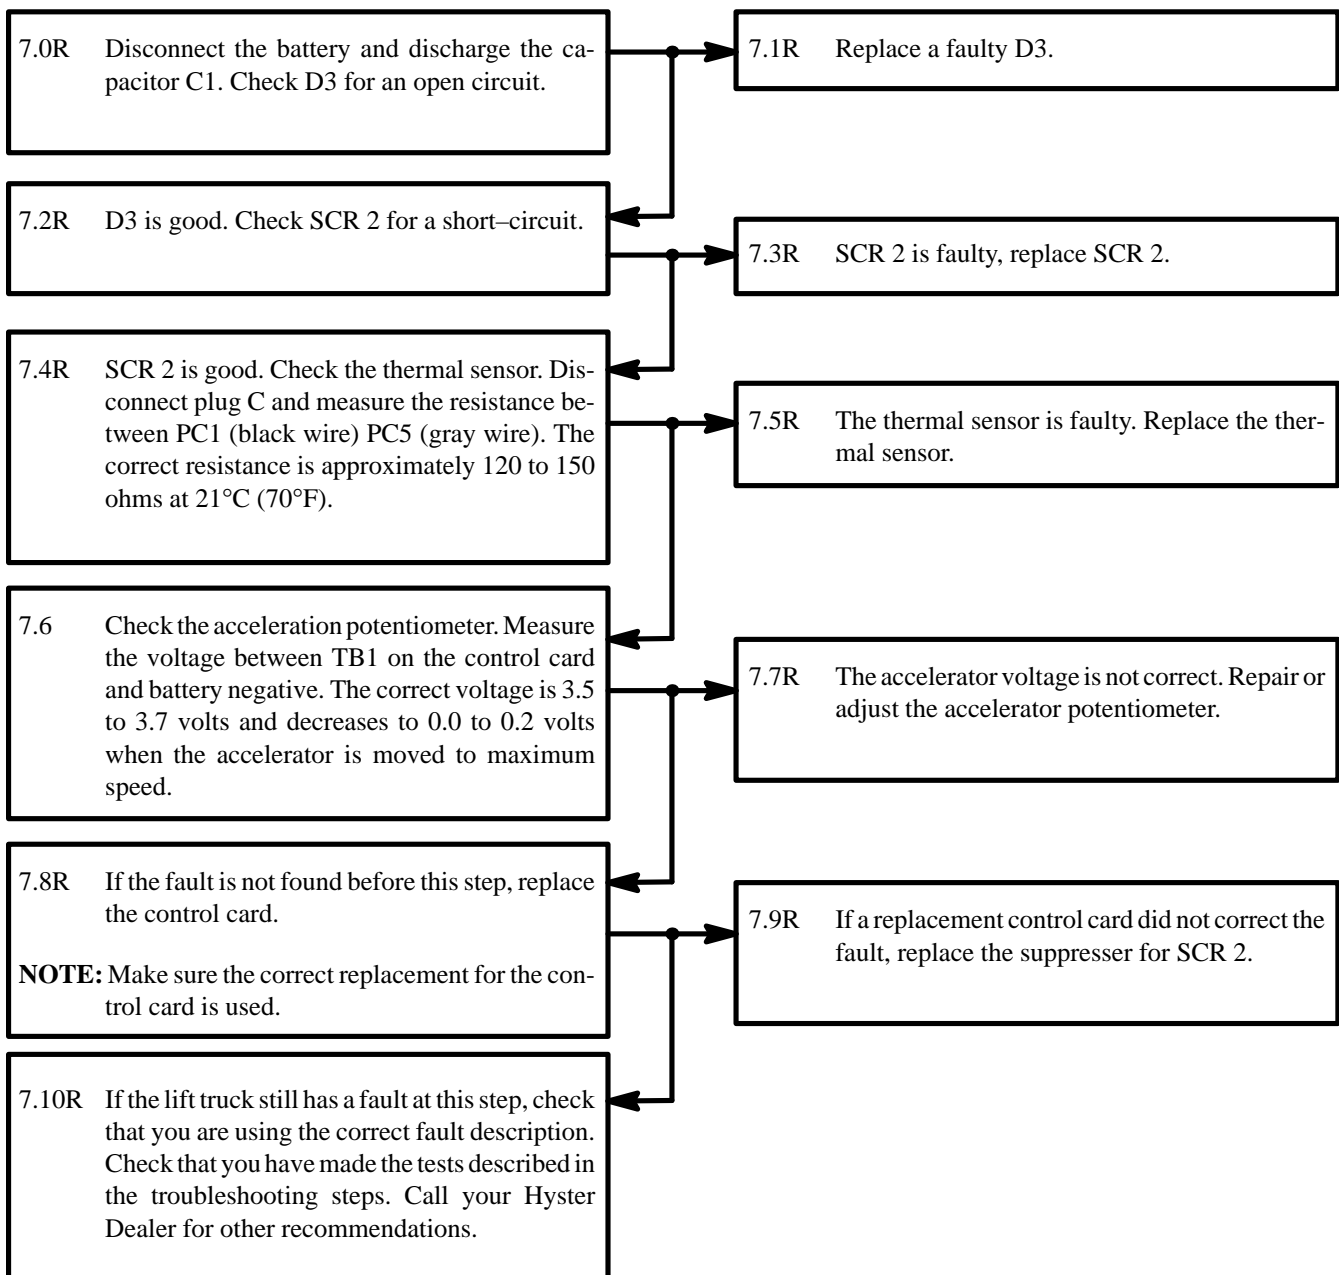 7.0R Disconnect the battery and discharge the ca-
pacitor C1. Check D3 for an open circuit.
7.1R Replace a faulty D3.
7.2R D3 is good. Check SCR 2 for a short–circuit.
7.3R SCR 2 is faulty, replace SCR 2.
7.4R SCR 2 is good. Check the thermal sensor. Dis-
connect plug C and measure the resistance be-
tween PC1 (black wire) PC5 (gray wire). The
correct resistance is approximately 120 to 150
ohms at 21°C (70°F).
7.5R The thermal sensor is faulty. Replace the ther-
mal sensor.
7.6 Check the acceleration potentiometer. Measure
the voltage between TB1 on the control card
and battery negative. The correct voltage is 3.5
to 3.7 volts and decreases to 0.0 to 0.2 volts
when the accelerator is moved to maximum
speed.
7.7R The accelerator voltage is not correct. Repair or
adjust the accelerator potentiometer.
7.8R If the fault is not found before this step, replace
the control card.
NOTE: Make sure the correct replacement for the con-
trol card is used.
7.9R If a replacement control card did not correct the
fault, replace the suppresser for SCR 2.
7.10R If the lift truck still has a fault at this step, check
that you are using the correct fault description.
Check that you have made the tests described in
the troubleshooting steps. Call your Hyster
Dealer for other recommendations.